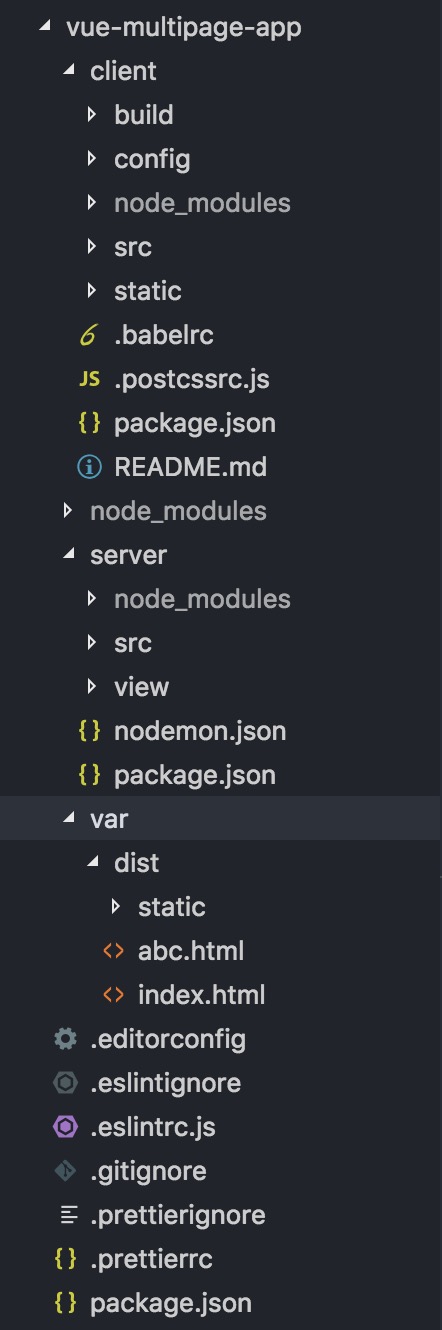 vue-multipage-app
client
build
config
node_modules
src
static
.babelrc
JS .postcssrc.js
{ } package.json
README.md
node_modules
server
node_modules
src
view
{ } nodemon.json
{ } package.json
var
dist
static
<> abc.html
<> index.html
.editorconfig
.eslintignore
.eslintrc.js
.gitignore
.prettierignore
{ } .prettierrc
{ } package.json